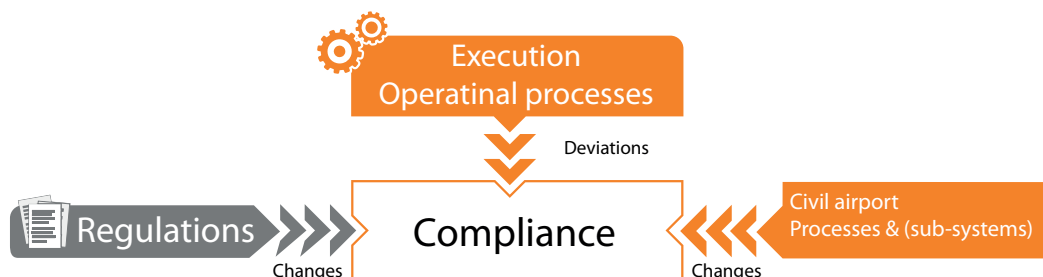 Execution
Operatinal processes
Deviations
Regulations
Compliance
Civil airport
Processes & (sub-systems)
Changes
Changes